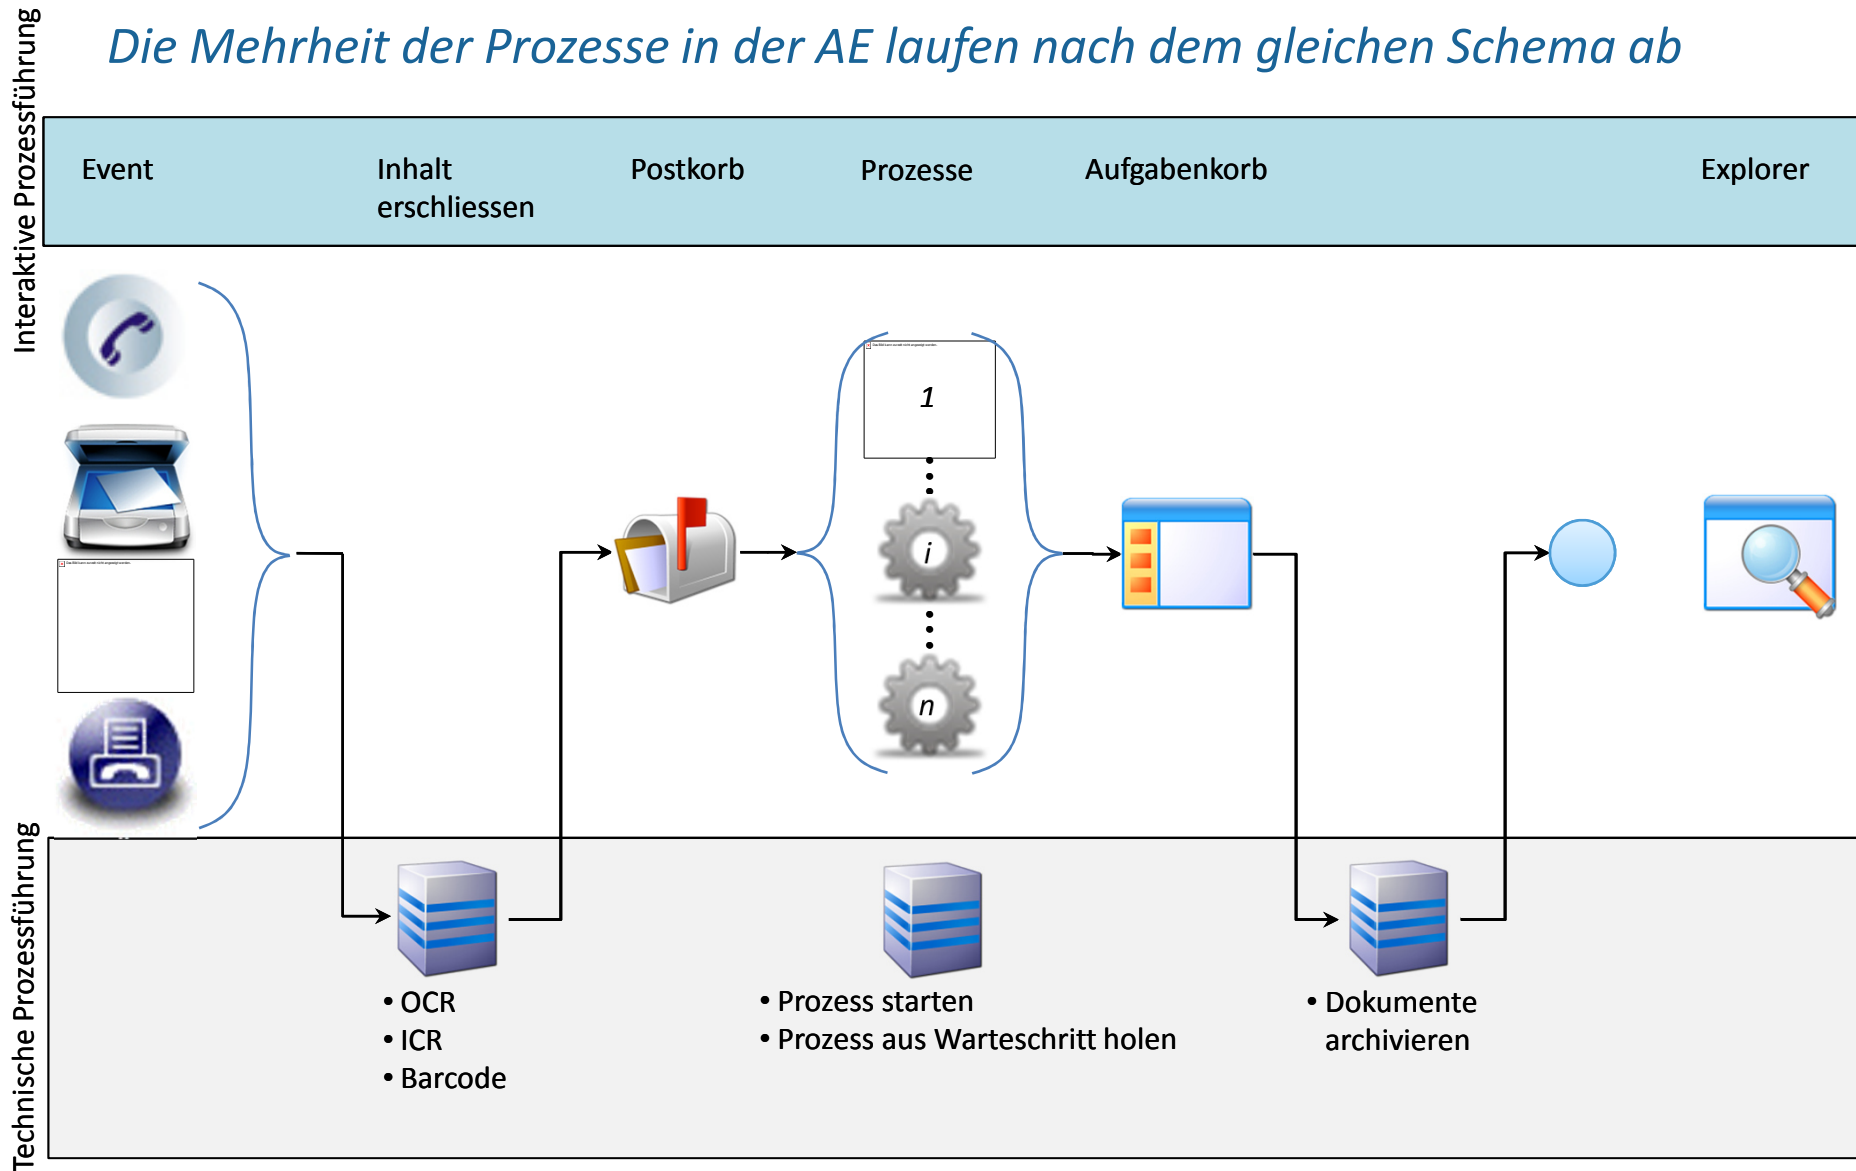 Die Mehrheit der Prozesse in der AE laufen nach dem gleichen Schema ab
Interaktive Prozessführung
Event
Inhalt
erschliessen
Postkorb
Prozesse
Aufgabenkorb
Explorer
1
i
n
Technische Prozessführung
• OCR
• ICR
• Barcode
• Prozess starten
• Prozess aus Warteschritt holen
• Dokumente
archivieren